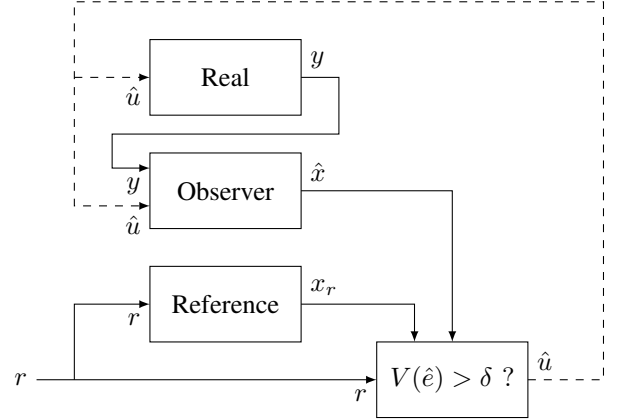 y
Real
û
y
Observer
x̂
û
Reference
x_r
r
r
r
V(ê) > δ ?
û